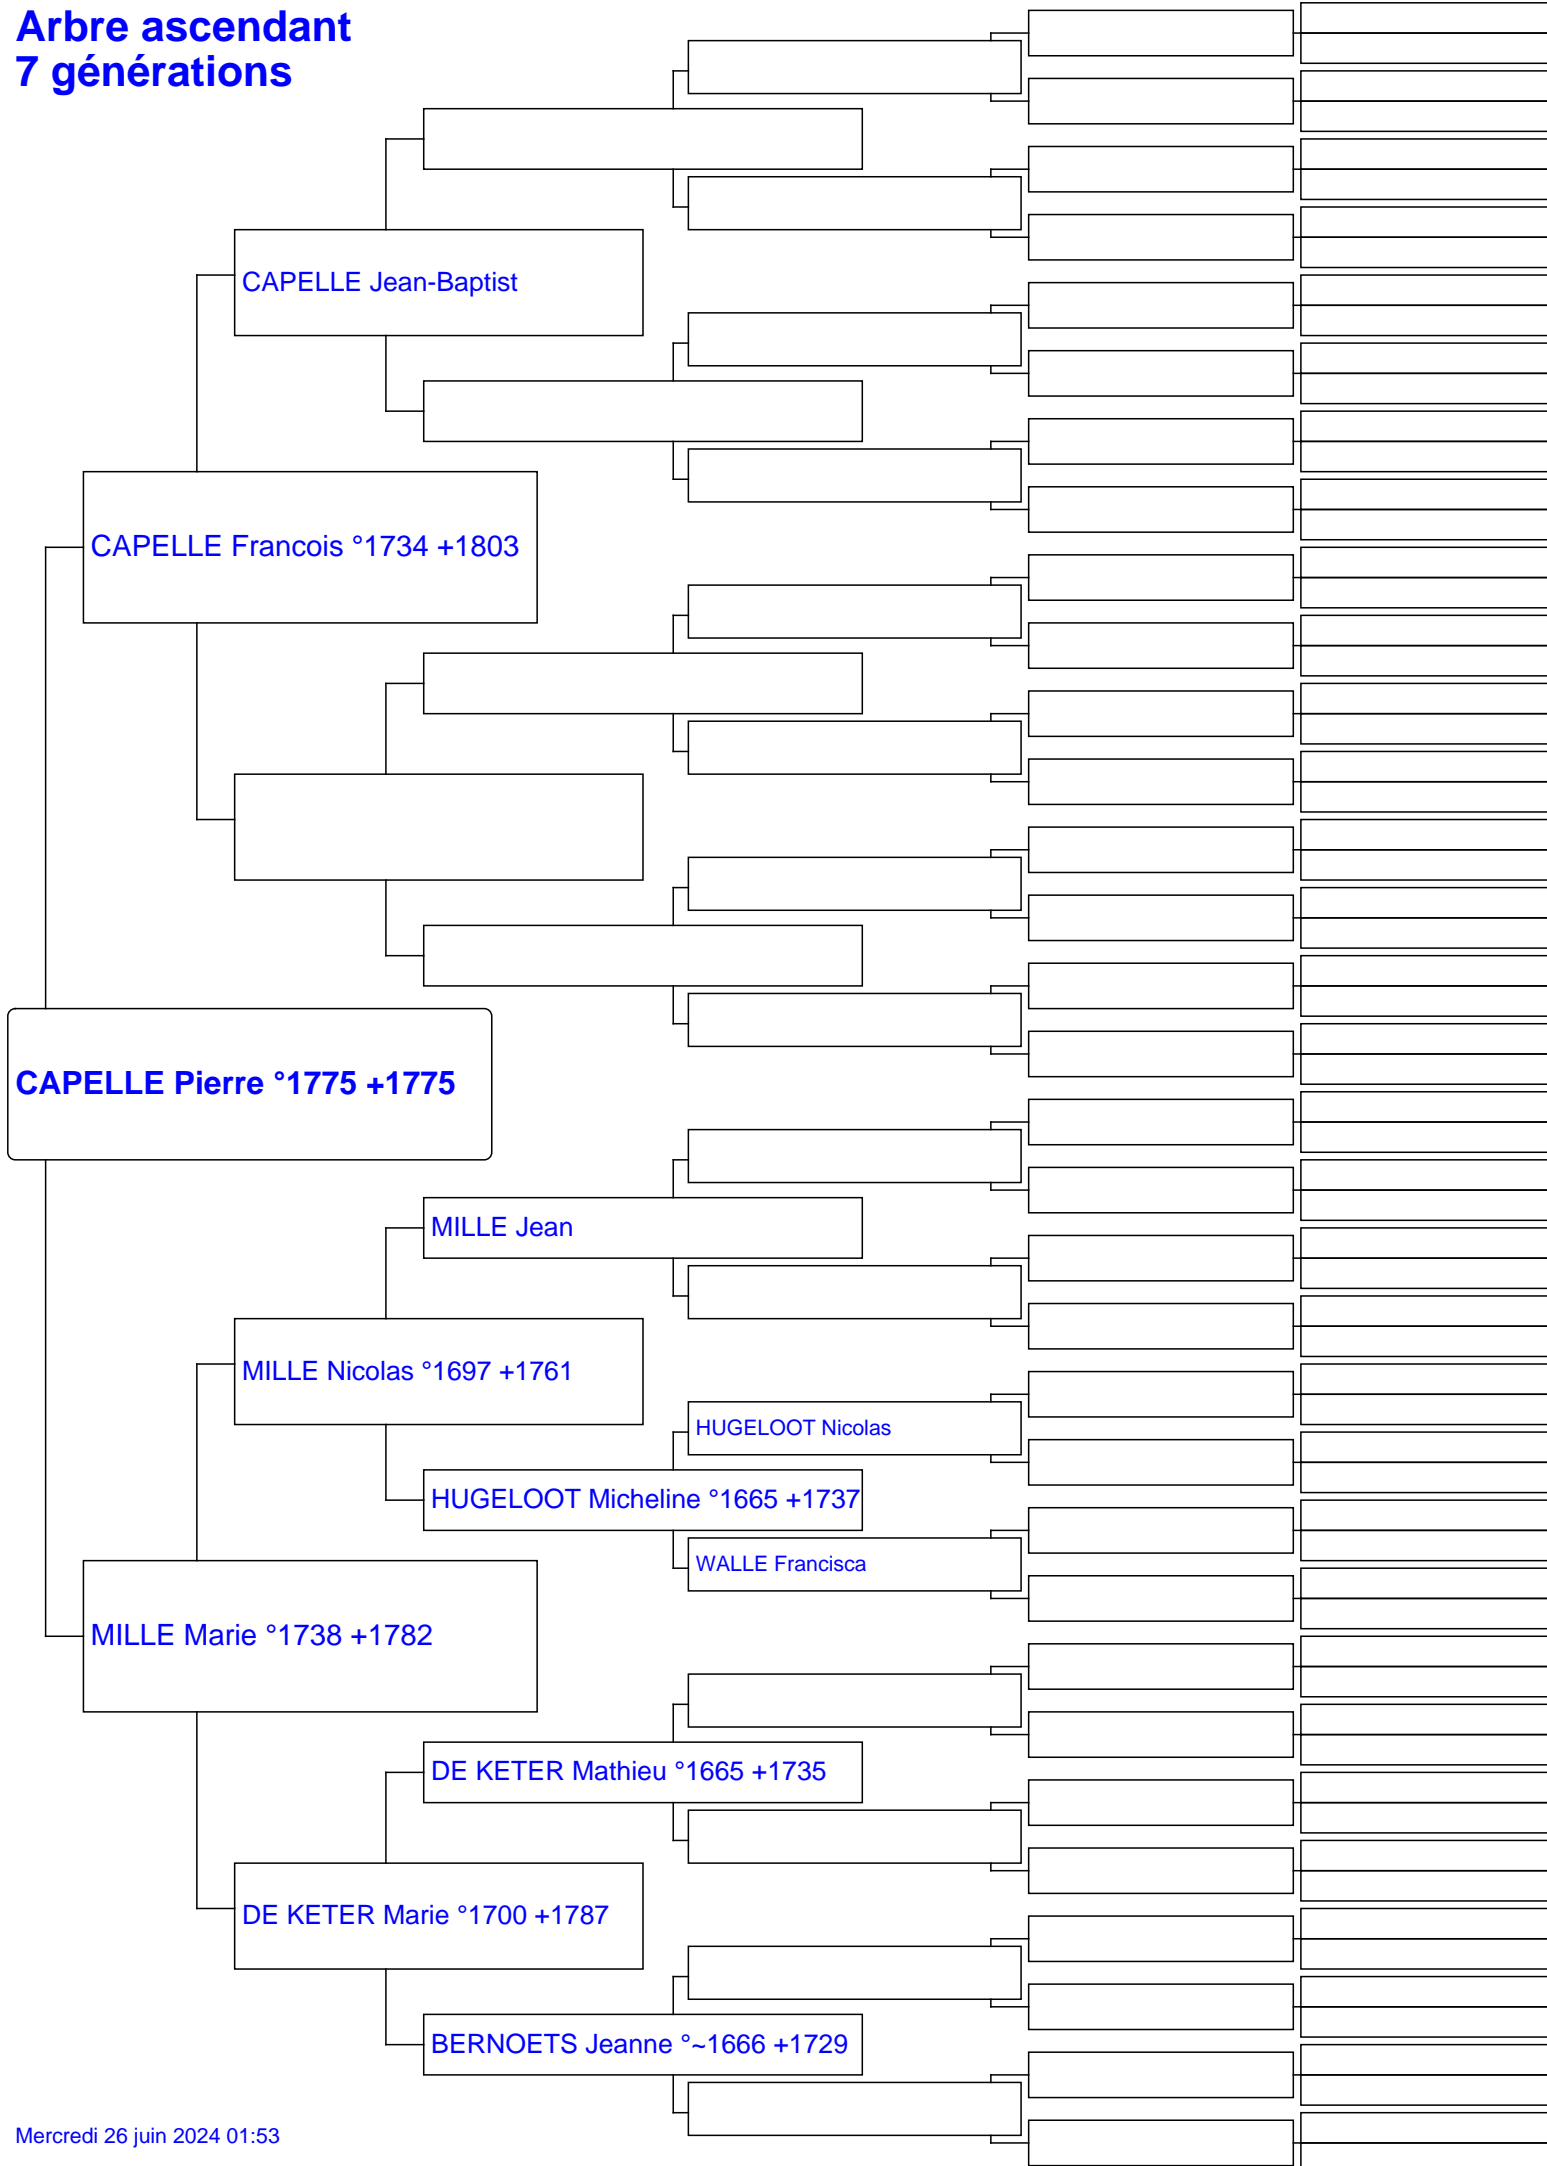 Arbre ascendant
7 générations
CAPELLE Jean-Baptist
CAPELLE Francois °1734 +1803
CAPELLE Pierre °1775 +1775
MILLE Jean
MILLE Nicolas °1697 +1761
HUGELOOT Nicolas
HUGELOOT Micheline °1665 +1737
WALLE Francisca
MILLE Marie °1738 +1782
DE KETER Mathieu °1665 +1735
DE KETER Marie °1700 +1787
BERNOETS Jeanne °~1666 +1729
Mercredi 26 juin 2024 01:53